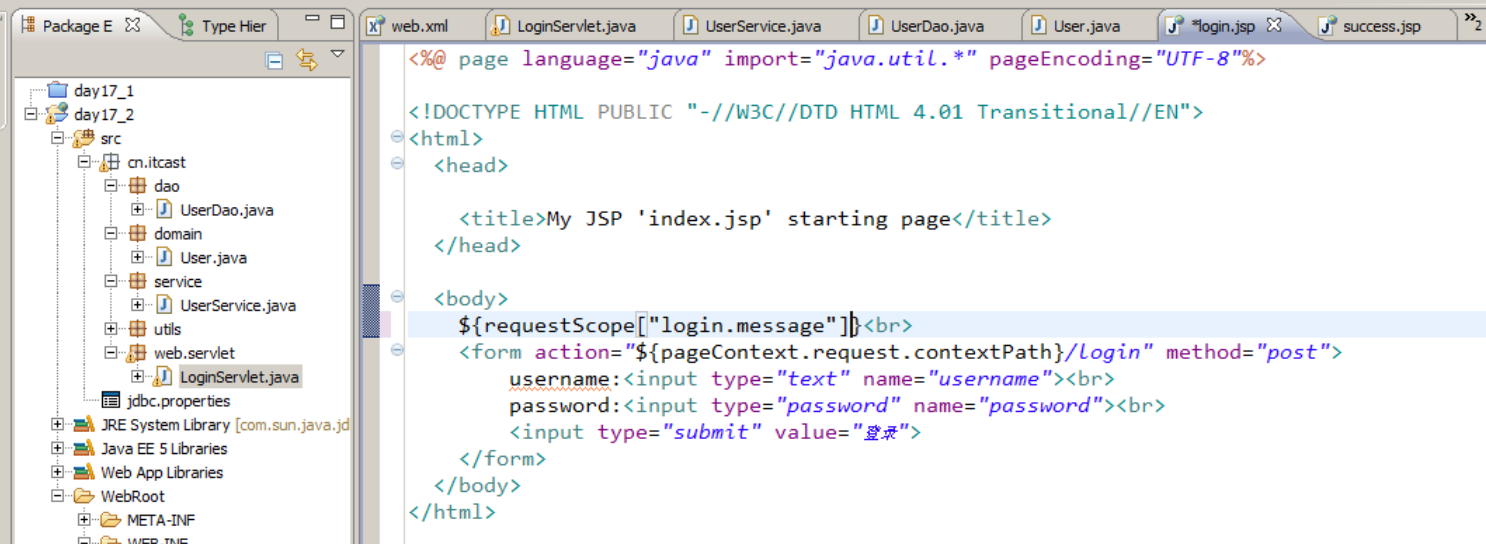 Package E
Type Hier
day17_1
day17_2
src
cn.itcast
dao
UserDao.java
domain
User.java
service
UserService.java
utils
web.servlet
LoginServlet.java
jdbc.properties
JRE System Library [com.sun.java.jd
Java EE 5 Libraries
Web App Libraries
WebRoot
META-INF
WEB-INF
web.xml
LoginServlet.java
UserService.java
UserDao.java
User.java
*login.jsp
success.jsp
»2
<%@ page language="java" import="java.util.*" pageEncoding="UTF-8"%>
<!DOCTYPE HTML PUBLIC "-//W3C//DTD HTML 4.01 Transitional//EN">
<html>
<head>
<title>My JSP 'index.jsp' starting page</title>
</head>
<body>
${requestScope["login.message"]}<br>
<form action="${pageContext.request.contextPath}/login" method="post">
username:<input type="text" name="username"><br>
password:<input type="password" name="password"><br>
<input type="submit" value="登录">
</form>
</body>
</html>